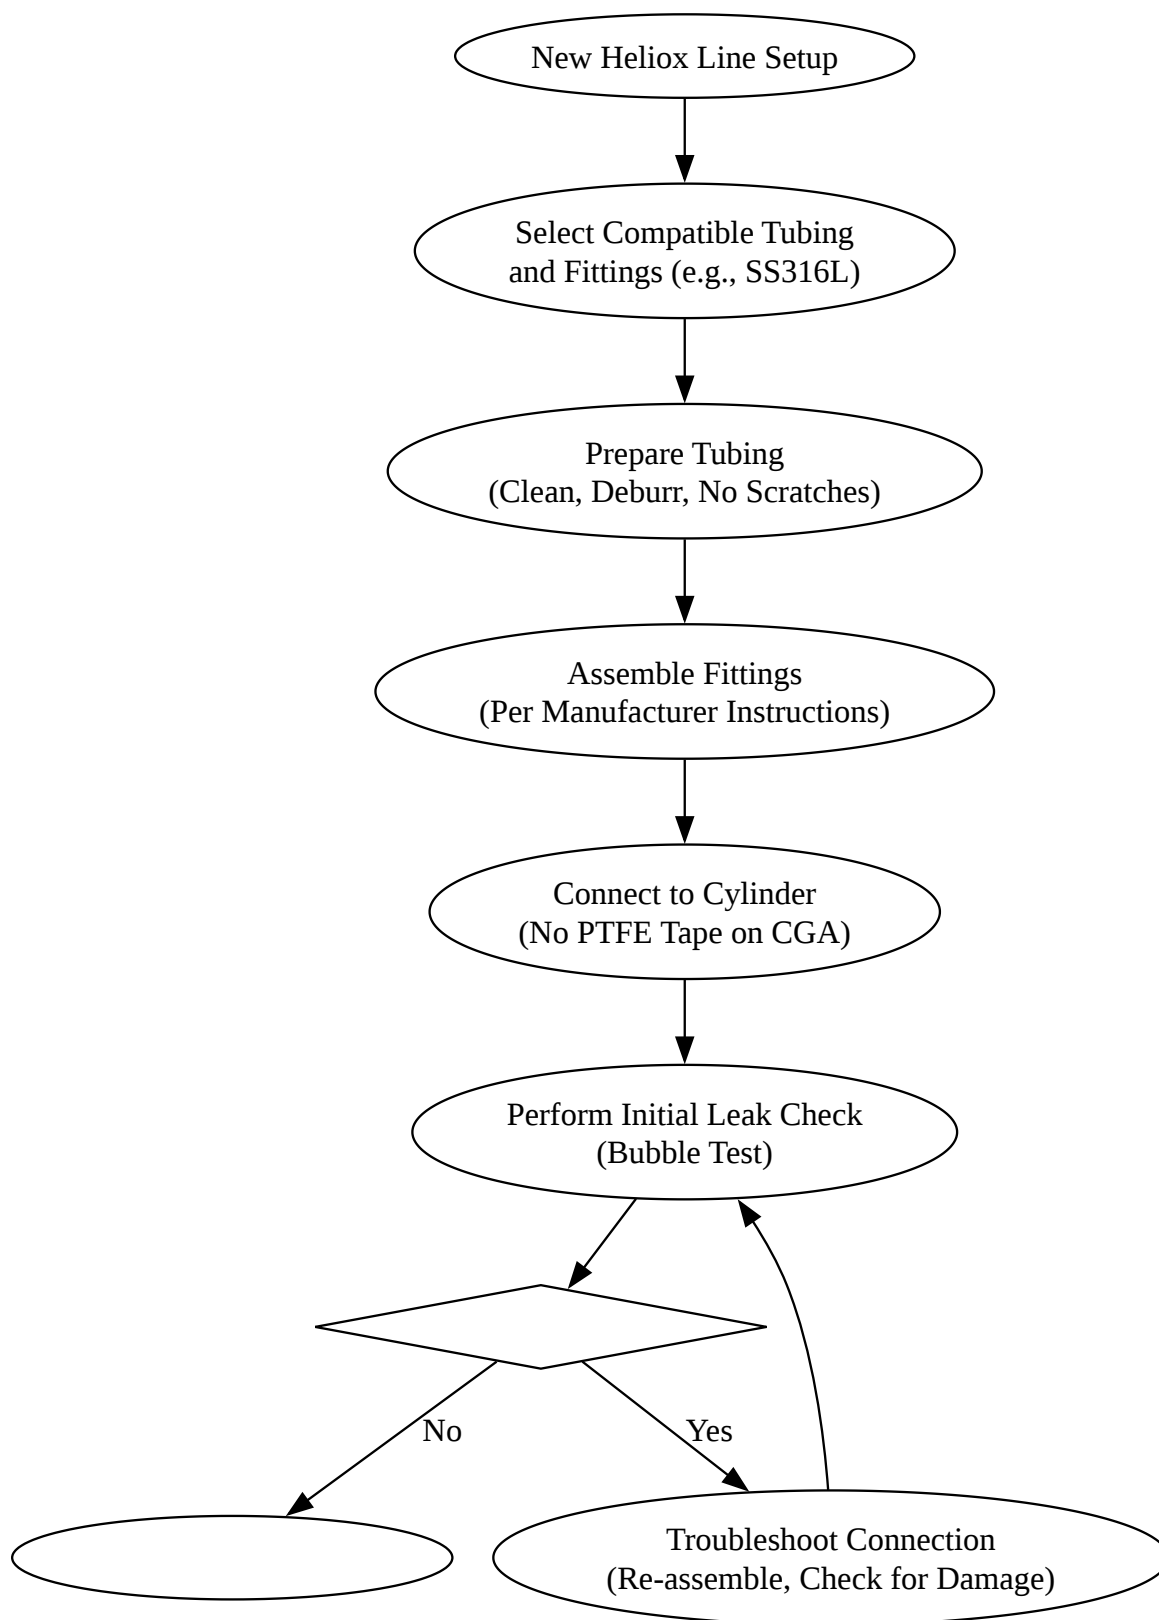 New Heliox Line Setup
Select Compatible Tubing
and Fittings (e.g., SS316L)
Prepare Tubing
(Clean, Deburr, No Scratches)
Assemble Fittings
(Per Manufacturer Instructions)
Connect to Cylinder
(No PTFE Tape on CGA)
Perform Initial Leak Check
(Bubble Test)
No
Yes
Troubleshoot Connection
(Re-assemble, Check for Damage)